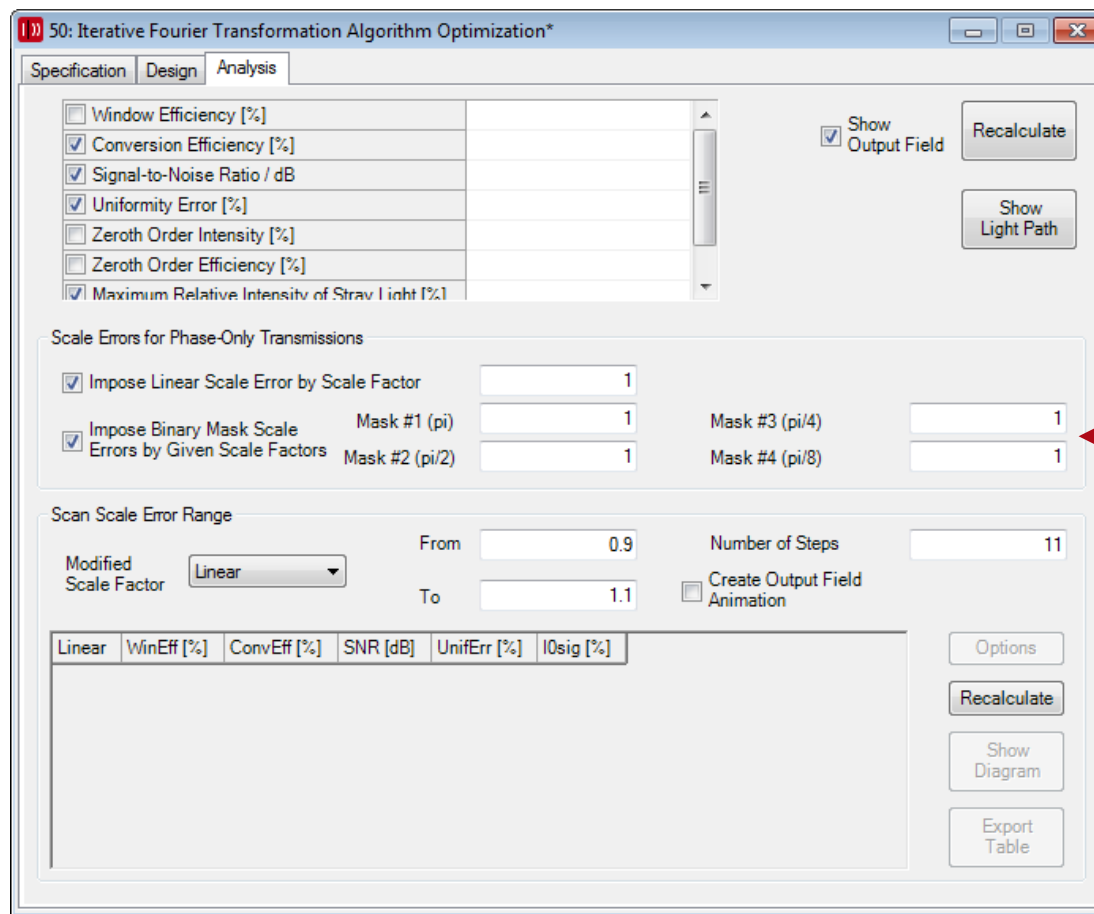 50: Iterative Fourier Transformation Algorithm Optimization*
Specification Design Analysis
Window Efficiency [%]
Conversion Efficiency [%]
Signal-to-Noise Ratio / dB
Uniformity Error [%]
Zeroth Order Intensity [%]
Zeroth Order Efficiency [%]
Maximum Relative Intensity of Stray Light [%]
Show
Output Field
Recalculate
Show
Light Path
Scale Errors for Phase-Only Transmissions
Impose Linear Scale Error by Scale Factor 1
Impose Binary Mask Scale
Errors by Given Scale Factors
Mask #1 (pi) 1
Mask #2 (pi/2) 1
Mask #3 (pi/4) 1
Mask #4 (pi/8) 1
Scan Scale Error Range
Modified
Scale Factor
Linear
From 0.9
To 1.1
Number of Steps 11
Create Output Field
Animation
Linear WinEff [%] ConvEff [%] SNR [dB] UnifErr [%] I0sig [%]
Options
Recalculate
Show
Diagram
Export
Table